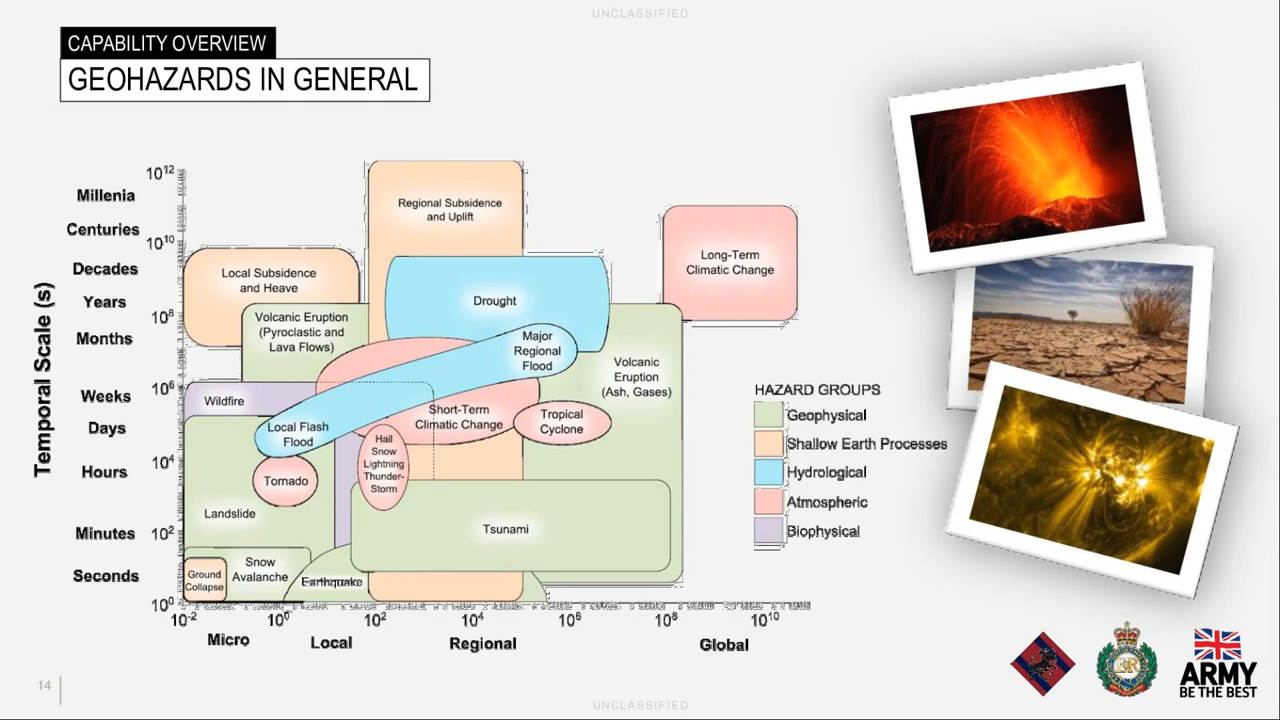 UNCLASSIFIED
CAPABILITY OVERVIEW
GEOHAZARDS IN GENERAL
Temporal Scale (s)
Millenia
Centuries
Decades
Years
Months
Weeks
Days
Hours
Minutes
Seconds
10^12
10^10
10^8
10^6
10^4
10^2
10^0
Regional Subsidence
and Uplift
Long-Term
Climatic Change
Local Subsidence
and Heave
Drought
Volcanic Eruption
(Pyroclastic and
Lava Flows)
Major
Regional
Flood
Volcanic
Eruption
(Ash, Gases)
Wildfire
Short-Term
Climatic Change
Tropical
Cyclone
Local Flash
Flood
Hail
Snow
Lightning
Thunder-
Storm
Tornado
Landslide
Tsunami
Snow
Avalanche
Ground
Collapse
Earthquake
10^-2
10^0
10^2
10^4
10^6
10^8
10^10
Micro
Local
Regional
Global
HAZARD GROUPS
Geophysical
Shallow Earth Processes
Hydrological
Atmospheric
Biophysical
E R
ARMY
BE THE BEST
14
UNCLASSIFIED